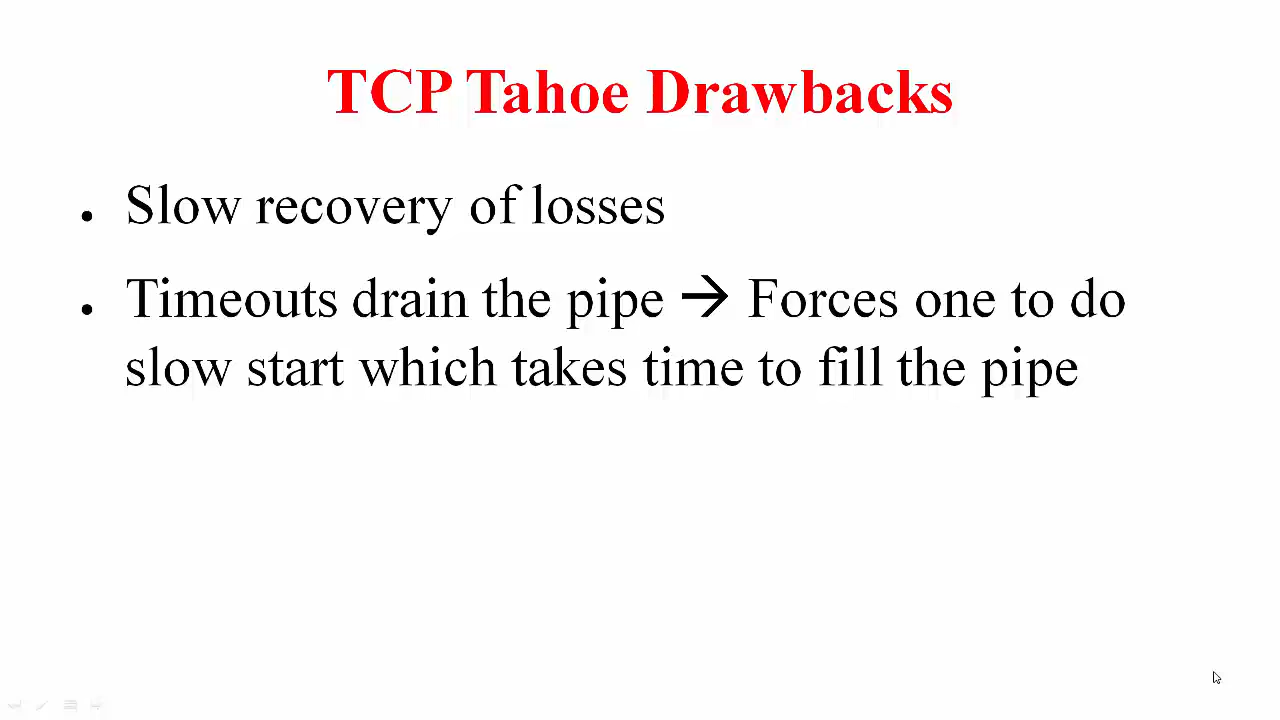 TCP Tahoe Drawbacks
• Slow recovery of losses
• Timeouts drain the pipe → Forces one to do
slow start which takes time to fill the pipe